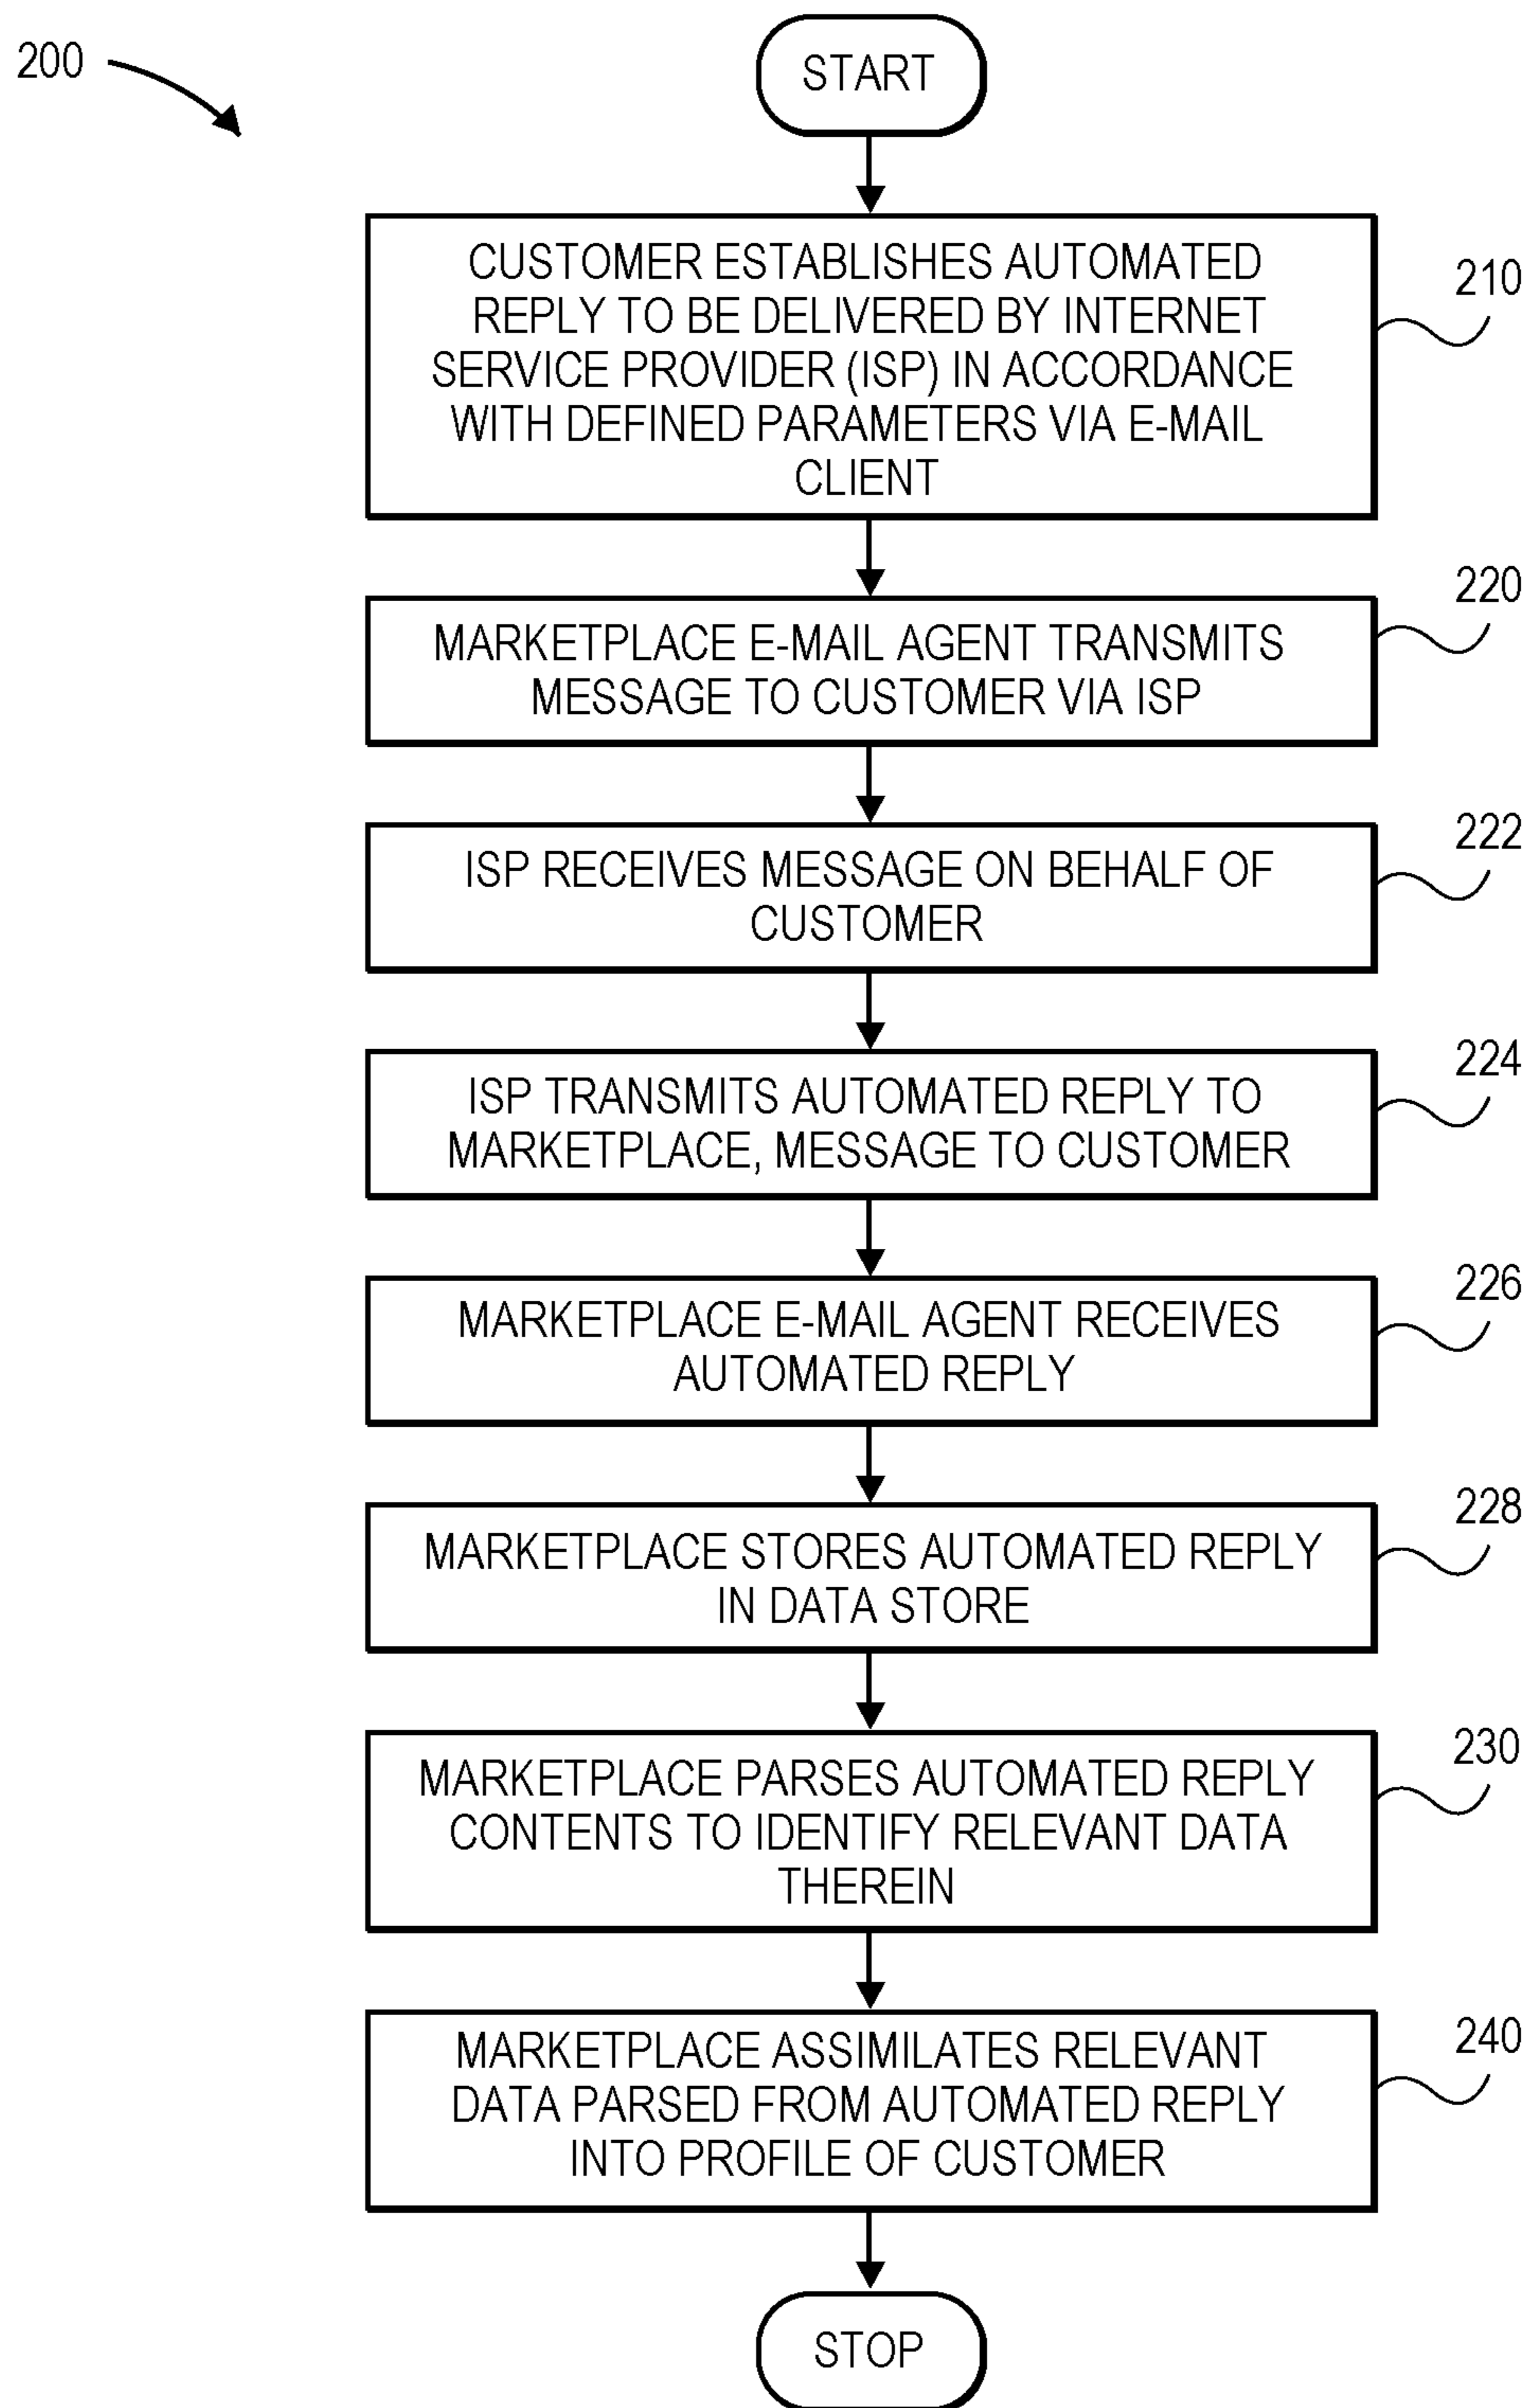 200
START
CUSTOMER ESTABLISHES AUTOMATED
REPLY TO BE DELIVERED BY INTERNET
SERVICE PROVIDER (ISP) IN ACCORDANCE
WITH DEFINED PARAMETERS VIA E-MAIL
CLIENT
210
MARKETPLACE E-MAIL AGENT TRANSMITS
MESSAGE TO CUSTOMER VIA ISP
220
ISP RECEIVES MESSAGE ON BEHALF OF
CUSTOMER
222
ISP TRANSMITS AUTOMATED REPLY TO
MARKETPLACE, MESSAGE TO CUSTOMER
224
MARKETPLACE E-MAIL AGENT RECEIVES
AUTOMATED REPLY
226
MARKETPLACE STORES AUTOMATED REPLY
IN DATA STORE
228
MARKETPLACE PARSES AUTOMATED REPLY
CONTENTS TO IDENTIFY RELEVANT DATA
THEREIN
230
MARKETPLACE ASSIMILATES RELEVANT
DATA PARSED FROM AUTOMATED REPLY
INTO PROFILE OF CUSTOMER
240
STOP